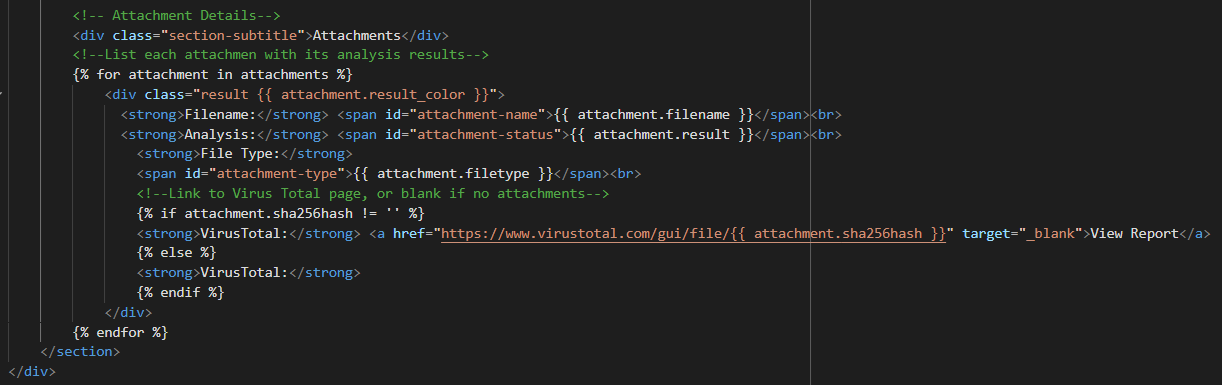 <!-- Attachment Details-->
<div class="section-subtitle">Attachments</div>
<!--List each attachmen with its analysis results-->
{% for attachment in attachments %}
<div class="result {{ attachment.result_color }}">
<strong>Filename:</strong> <span id="attachment-name">{{ attachment.filename }}</span><br>
<strong>Analysis:</strong> <span id="attachment-status">{{ attachment.result }}</span><br>
<strong>File Type:</strong>
<span id="attachment-type">{{ attachment.filetype }}</span><br>
<!--Link to Virus Total page, or blank if no attachments-->
{% if attachment.sha256hash != '' %}
<strong>VirusTotal:</strong> <a href="https://www.virustotal.com/gui/file/{{ attachment.sha256hash }}" target="_blank">View Report</a>
{% else %}
<strong>VirusTotal:</strong>
{% endif %}
</div>
{% endfor %}
</section>
</div>